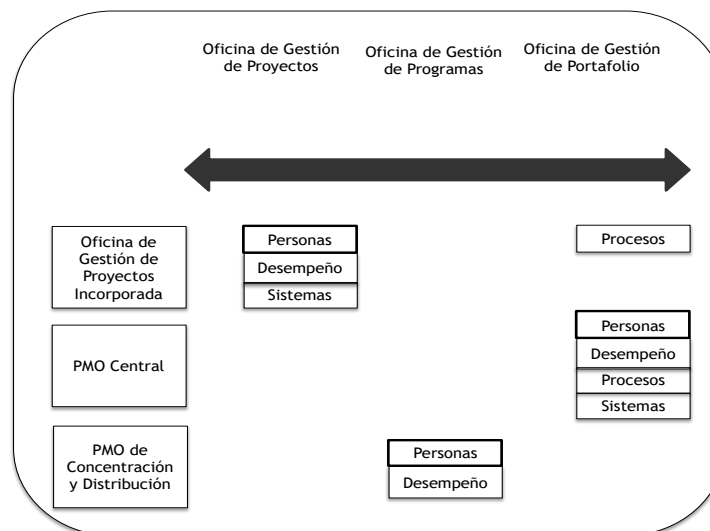 Oficina de Gestión
de Proyectos
Oficina de Gestión
de Programas
Oficina de Gestión
de Portafolio
Oficina de
Gestión de
Proyectos
Incorporada
Personas
Desempeño
Sistemas
Procesos
PMO Central
Personas
Desempeño
Procesos
Sistemas
PMO de
Concentración
y Distribución
Personas
Desempeño